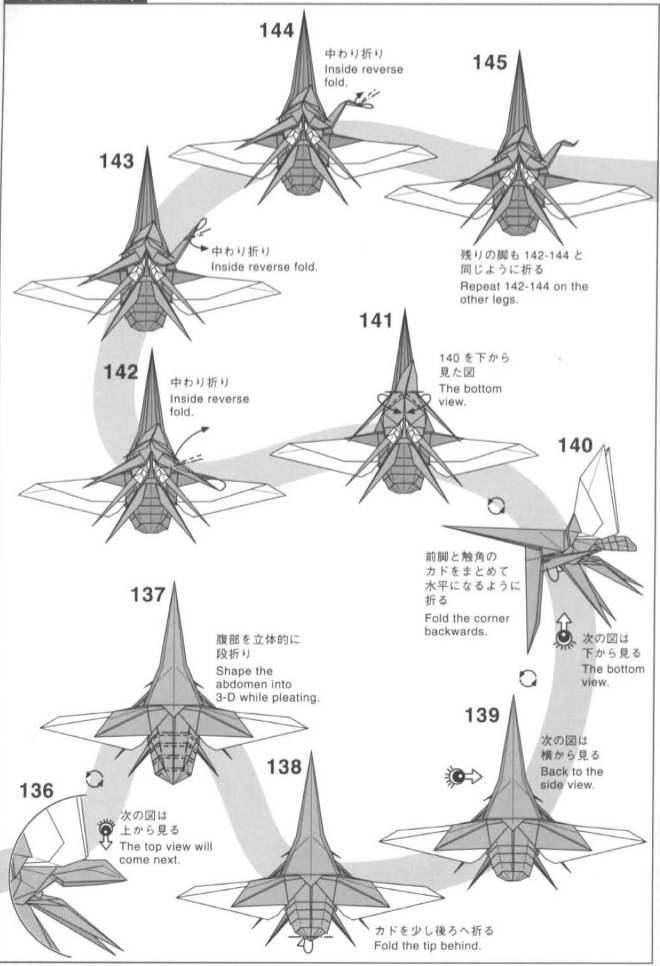 136
次の図は
上から見る
The top view will
come next.
137
腹部を立体的に
段折り
Shape the
abdomen into
3-D while pleating.
138
カドを少し後ろへ折る
Fold the tip behind.
139
次の図は
横から見る
Back to the
side view.
140
前脚と触角の
カドをまとめて
水平になるように
折る
Fold the corner
backwards.
次の図は
下から見る
The bottom
view.
141
140 を下から
見た図
The bottom
view.
142
中わり折り
Inside reverse
fold.
143
中わり折り
Inside reverse fold.
144
中わり折り
Inside reverse
fold.
145
残りの脚も 142-144 と
同じように折る
Repeat 142-144 on the
other legs.